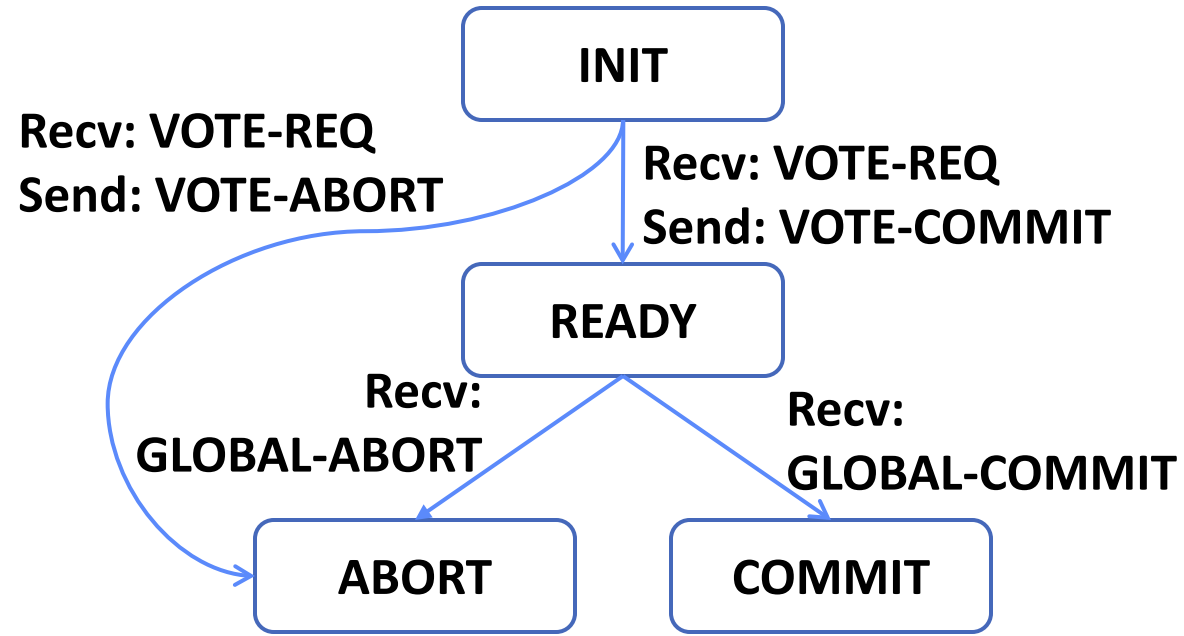 INIT
Recv: VOTE-REQ
Send: VOTE-ABORT
Recv: VOTE-REQ
Send: VOTE-COMMIT
READY
Recv:
GLOBAL-ABORT
Recv:
GLOBAL-COMMIT
ABORT
COMMIT